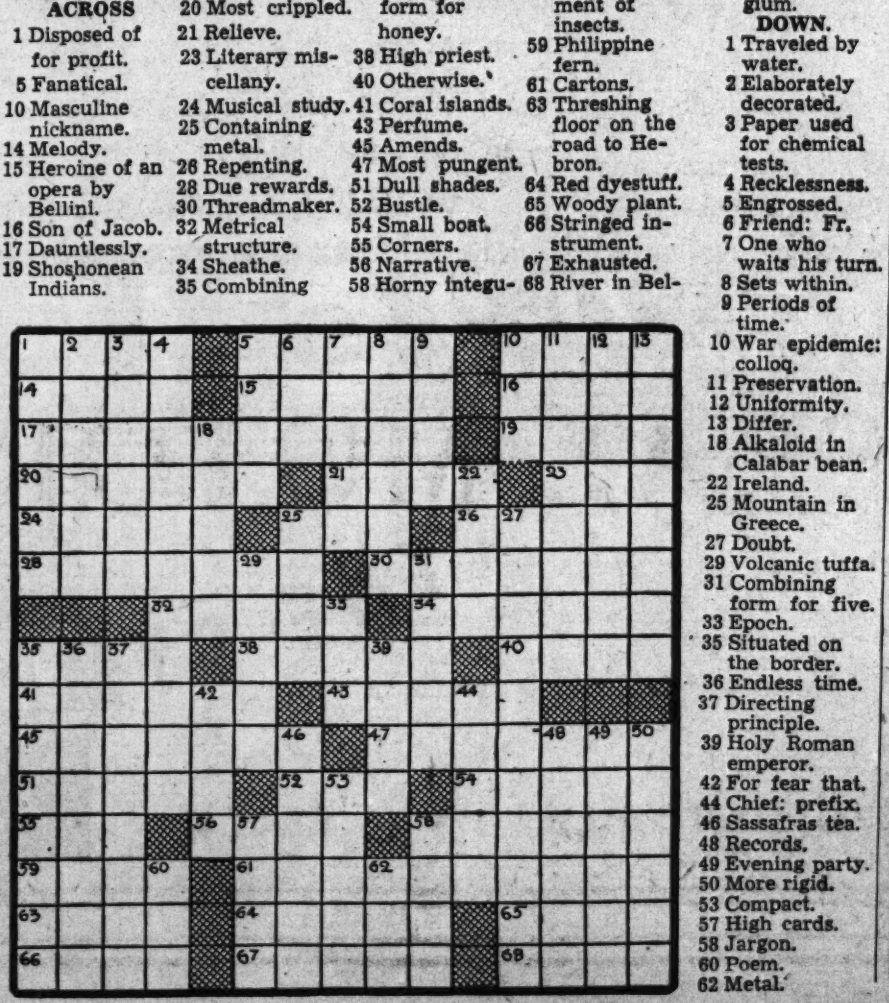 ACROSS
1 Disposed of
for profit.
5 Fanatical.
10 Masculine
nickname.
14 Melody.
15 Heroine of an
opera by
Bellini.
16 Son of Jacob.
17 Dauntlessly.
19 Shoshonean
Indians.
20 Most crippled.
21 Relieve.
23 Literary mis-
cellany.
24 Musical study.
25 Containing
metal.
26 Repenting.
28 Due rewards.
30 Threadmaker.
32 Metrical
structure.
34 Sheathe.
35 Combining
form for
honey.
38 High priest.
40 Otherwise.
41 Coral islands.
43 Perfume.
45 Amends.
47 Most pungent.
51 Dull shades.
52 Bustle.
54 Small boat.
55 Corners.
56 Narrative.
58 Horny integu-
ment of
insects.
59 Philippine
fern.
61 Cartons.
63 Threshing
floor on the
road to He-
bron.
64 Red dyestuff.
65 Woody plant.
66 Stringed in-
strument.
67 Exhausted.
68 River in Bel-
gium.
DOWN.
1 Traveled by
water.
2 Elaborately
decorated.
3 Paper used
for chemical
tests.
4 Recklessness.
5 Engrossed.
6 Friend: Fr.
7 One who
waits his turn.
8 Sets within.
9 Periods of
time.
10 War epidemic:
colloq.
11 Preservation.
12 Uniformity.
13 Differ.
18 Alkaloid in
Calabar bean.
22 Ireland.
25 Mountain in
Greece.
27 Doubt.
29 Volcanic tuffa.
31 Combining
form for five.
33 Epoch.
35 Situated on
the border.
36 Endless time.
37 Directing
principle.
39 Holy Roman
emperor.
42 For fear that.
44 Chief: prefix.
46 Sassafras tea.
48 Records.
49 Evening party.
50 More rigid.
53 Compact.
57 High cards.
58 Jargon.
60 Poem.
62 Metal.
1 2 3 4 5 6 7 8 9 10 11 12 13
14 15 16
17 18 19
20 21 22 23
24 25 26 27
28 29 30 31
32 33 34
35 36 37 38 39 40
41 42 43 44
45 46 47 48 49 50
51 52 53 54
55 56 57 58
59 60 61 62
63 64 65
66 67 68